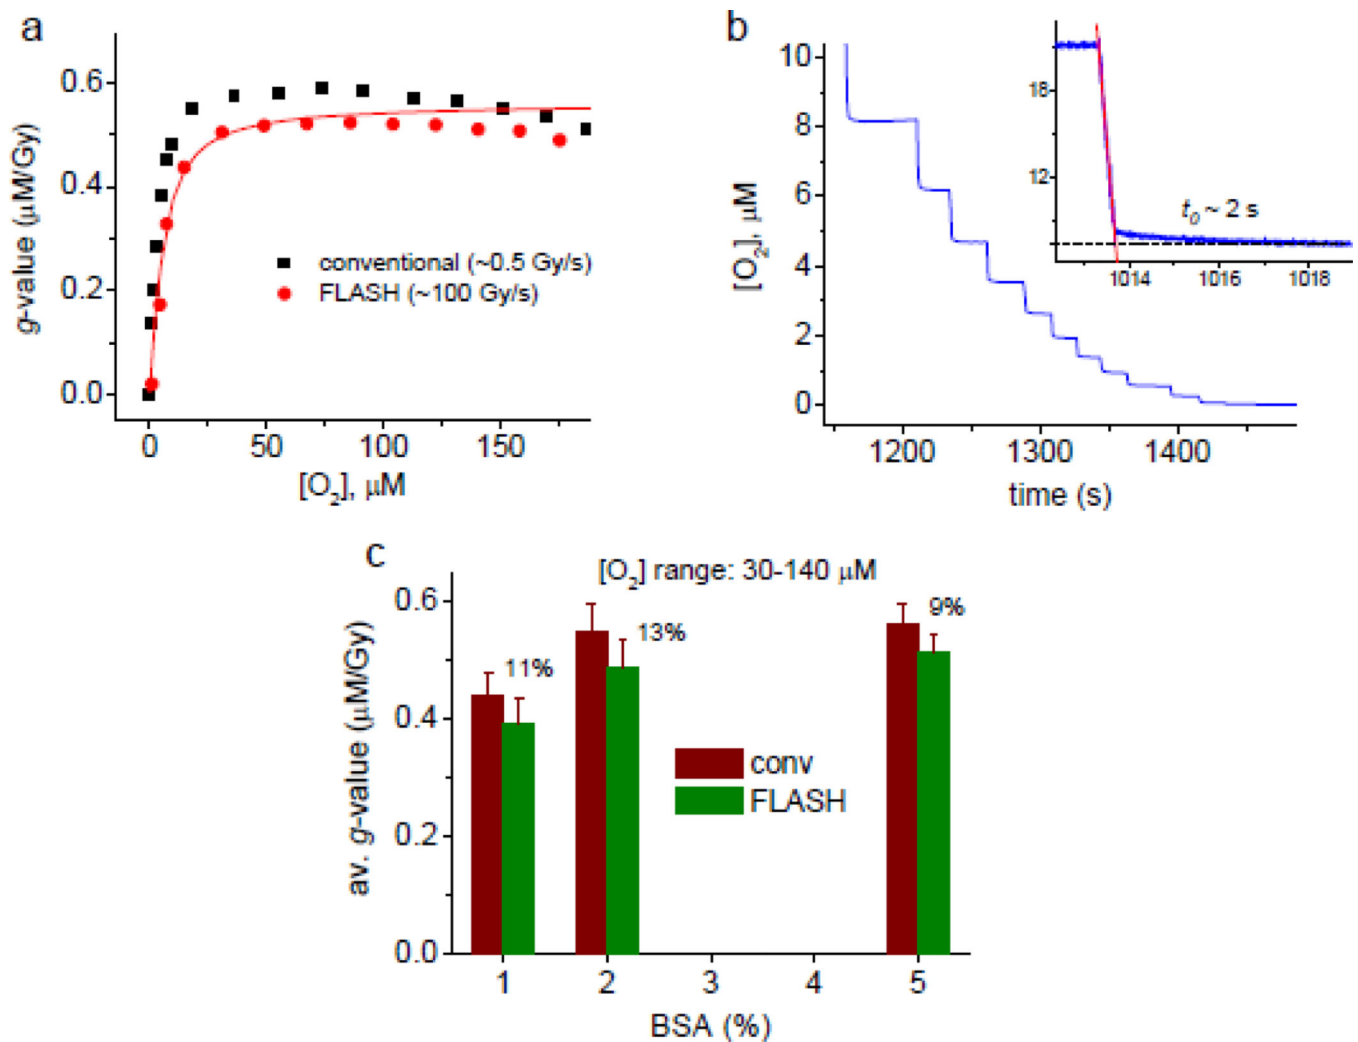 a
0.6
0.4
0.2
0.0
g-value (μM/Gy)
conventional (~0.5 Gy/s)
FLASH (~100 Gy/s)
0 50 100 150
[O₂], μM
b
10
8
6
4
2
0
[O₂], μM
18
12
t₀ ~ 2 s
1014 1016 1018
1200 1300 1400
time (s)
c
[O₂] range: 30-140 μM
0.6
0.4
0.2
0.0
av. g-value (μM/Gy)
11%
13%
9%
conv
FLASH
1 2 3 4 5
BSA (%)